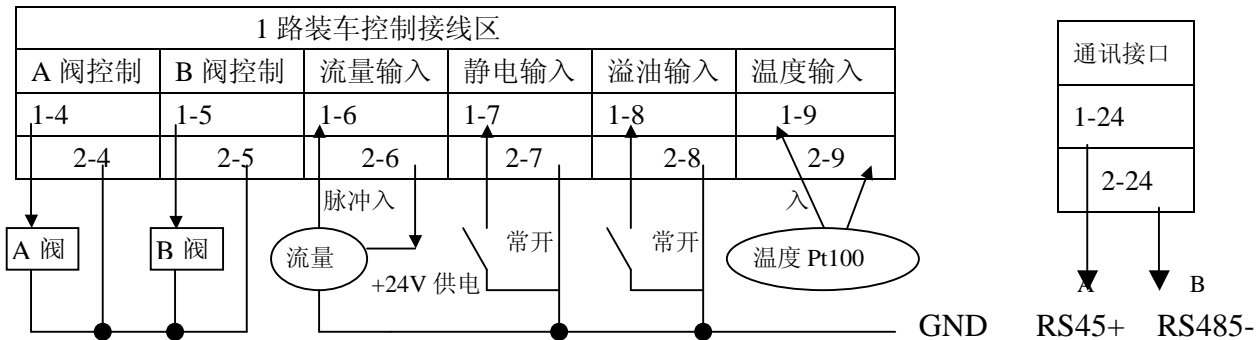 1 路装车控制接线区
A 阀控制 B 阀控制 流量输入 静电输入 溢油输入 温度输入
1-4 1-5 1-6 1-7 1-8 1-9
2-4 2-5 2-6 2-7 2-8 2-9
脉冲入 入
A 阀 B 阀 流量 常开 常开 温度 Pt100
+24V 供电
GND
通讯接口
1-24
2-24
A B
RS45+ RS485-